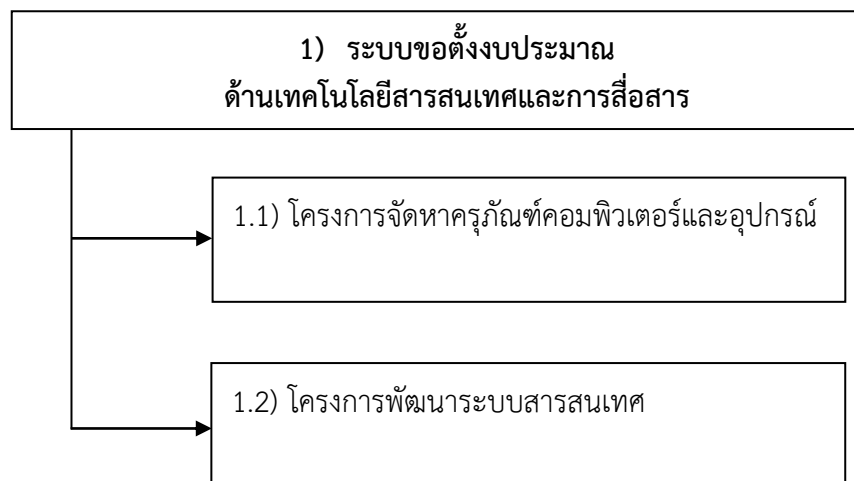 1) ระบบขอตั้งงบประมาณ
ด้านเทคโนโลยีสารสนเทศและการสื่อสาร
1.1) โครงการจัดหาครุภัณฑ์คอมพิวเตอร์และอุปกรณ์
1.2) โครงการพัฒนาระบบสารสนเทศ